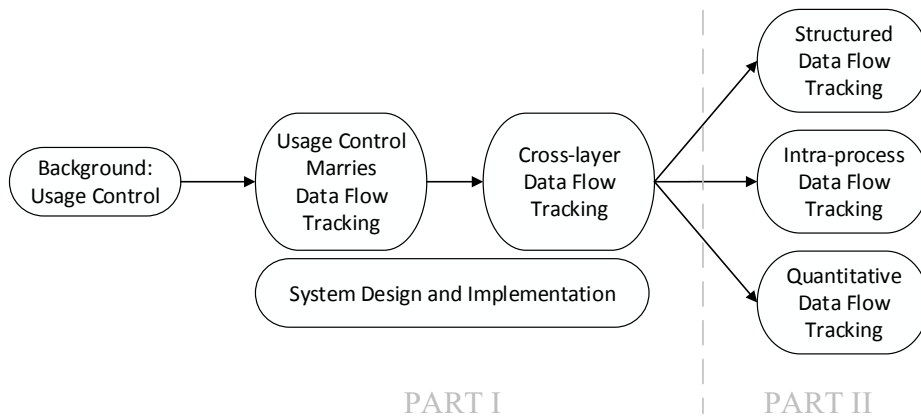 Background:
Usage Control
Usage Control
Marries
Data Flow
Tracking
Cross-layer
Data Flow
Tracking
System Design and Implementation
Structured
Data Flow
Tracking
Intra-process
Data Flow
Tracking
Quantitative
Data Flow
Tracking
PART I
PART II